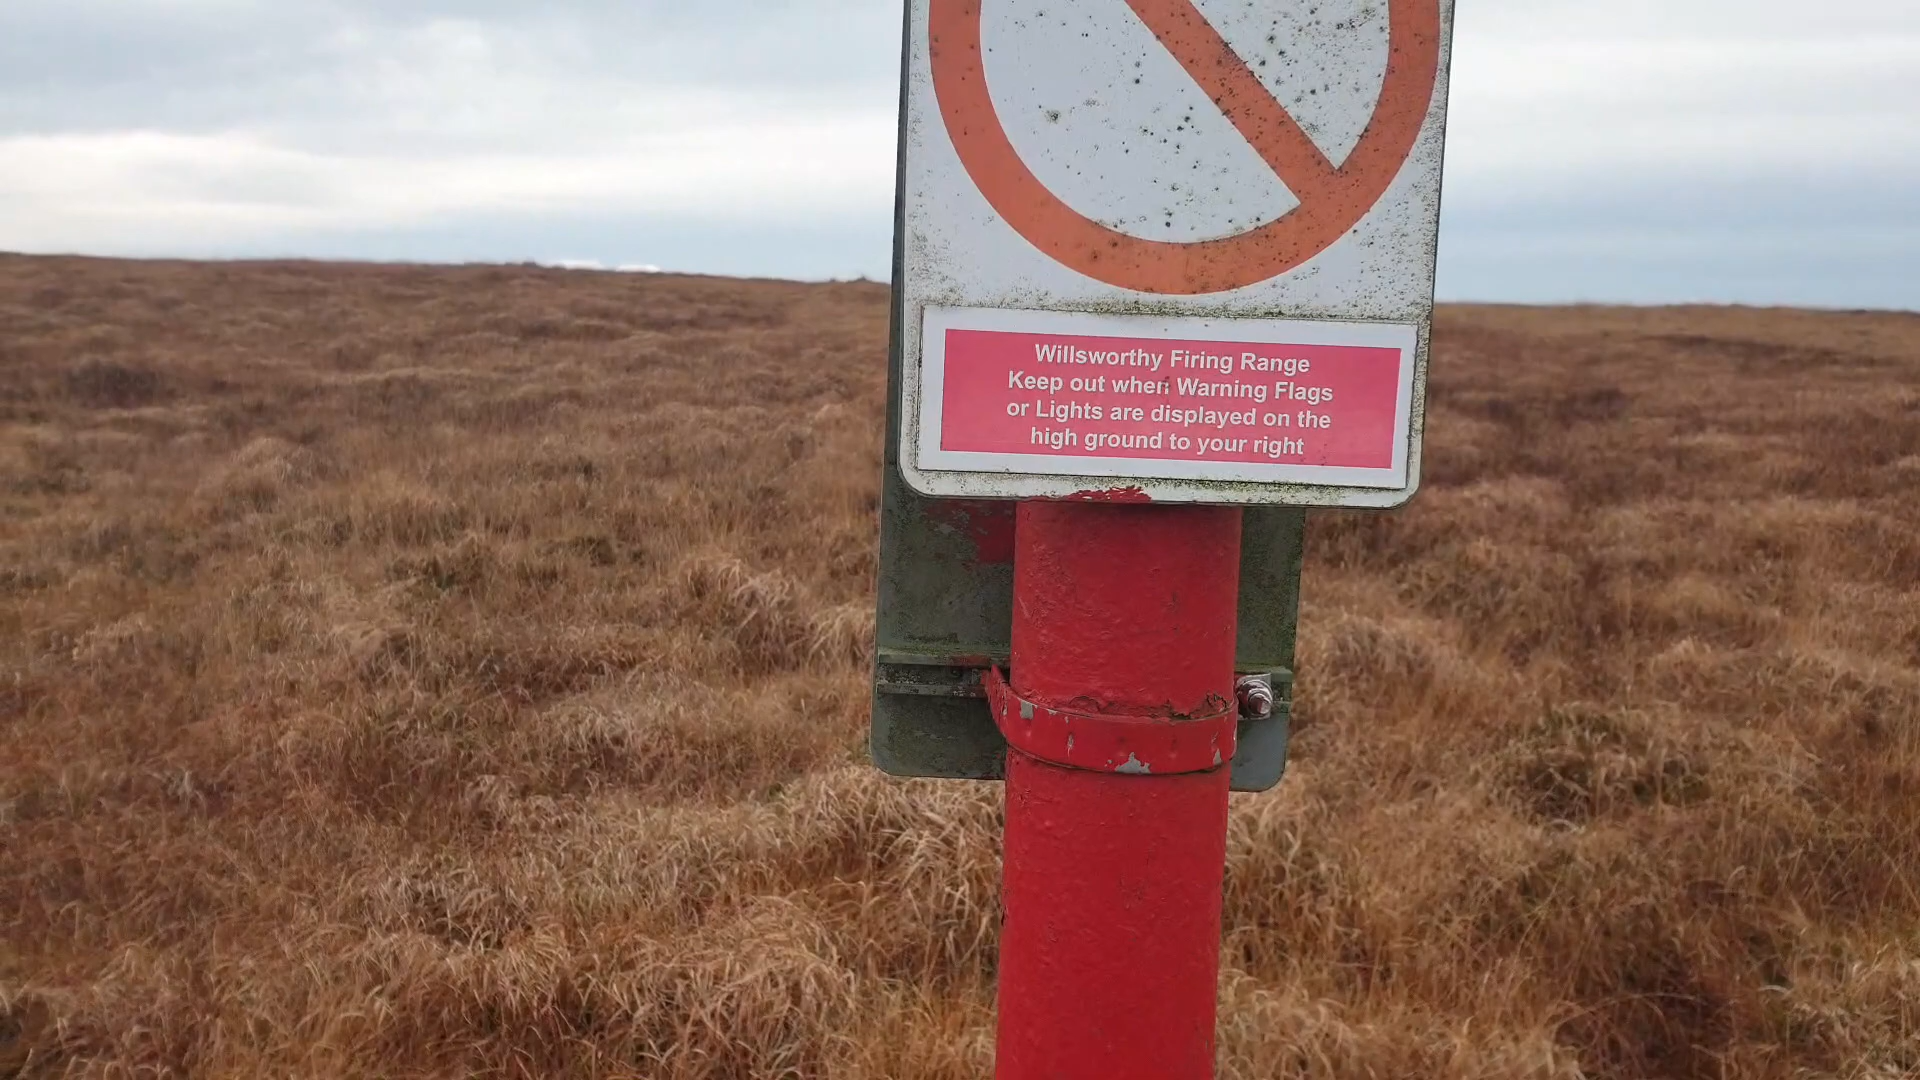 Willsworthy Firing Range
Keep out when Warning Flags
or Lights are displayed on the
high ground to your right